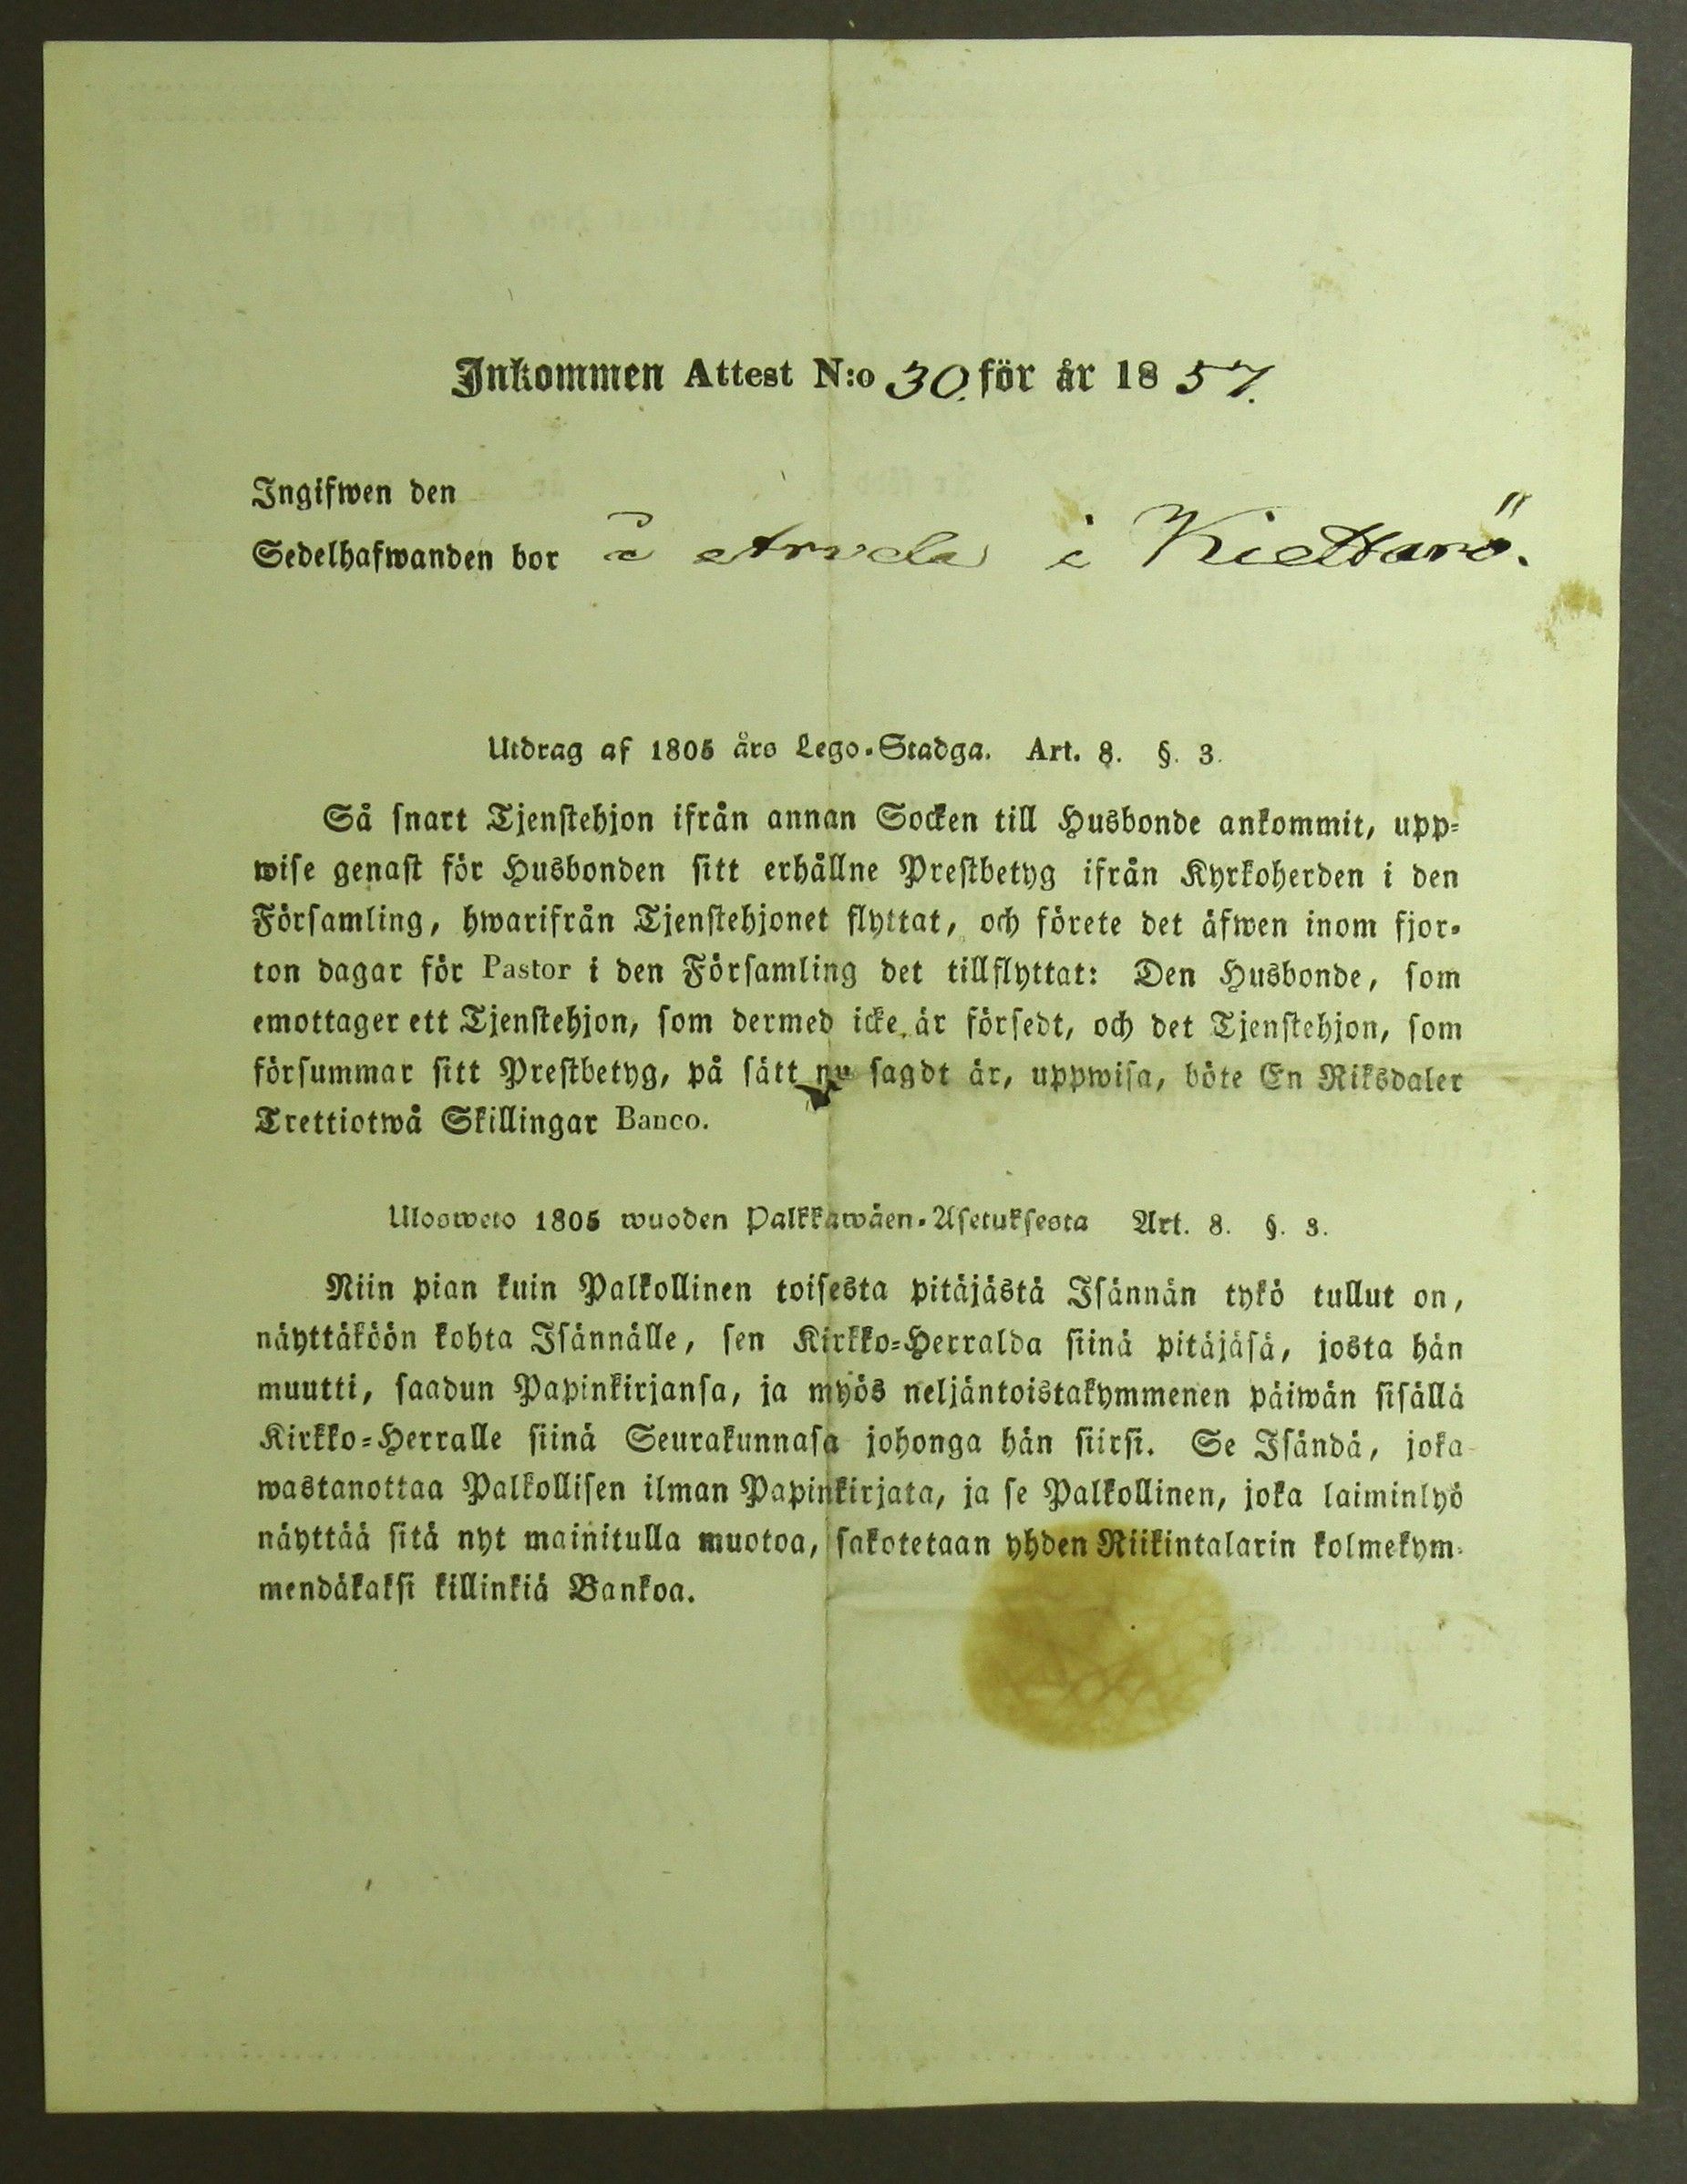 Inkommen Attest N:o 30. för år 1857.
Ingifwen den
Sedelhafwanden bor å Arvela i Kiettarö.
Utdrag af 1805 års Lego-Stadga. Art. 8. §. 3.
Så snart Tjenstehjon ifrån annan Socken till Husbonde ankommit, upp-
wise genast för Husbonden sitt erhållne Prestbetyg ifrån Kyrkoherden i den
Församling, hwarifrån Tjenstehjonet flyttat, och förete det äfwen inom fjor-
ton dagar för Pastor i den Församling det tillflyttat: Den Husbonde, som
emottager ett Tjenstehjon, som dermed icke är försedt, och det Tjenstehjon, som
försummar sitt Prestbetyg, på sätt nu sagdt är, uppwisa, böte En Riksdaler
Trettiotwå Skillingar Banco.
Ulosweto 1805 wuoden Palkkawäen-Asetuksesta Art. 8. §. 3.
Niin pian kuin Palkollinen toisesta pitäjästä Isännän tykö tullut on,
näyttäköön kohta Isännälle, sen Kirkko-Herralda siinä pitäjäsä, josta hän
muutti, saadun Papinkirjansa, ja myös neljäntoistakymmenen päiwän sisällä
Kirkko-Herralle siinä Seurakunnasa johonga hän siirsi. Se Isändä, joka
wastanottaa Palkollisen ilman Papinkirjata, ja se Palkollinen, joka laiminlyö
näyttää sitä nyt mainitulla muotoa, sakotetaan yhden Riikintalarin kolmekym-
mendäkaksi killinkiä Bankoa.